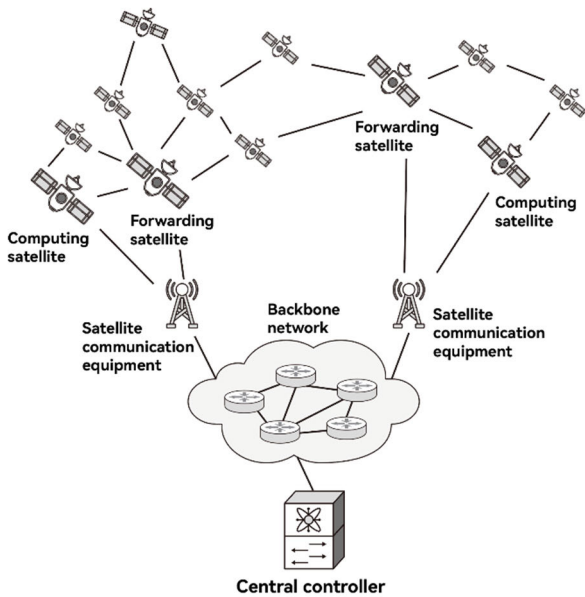 Forwarding
satellite
Computing
satellite
Forwarding
satellite
Computing
satellite
Backbone
network
Satellite
communication
equipment
Satellite
communication
equipment
Central controller